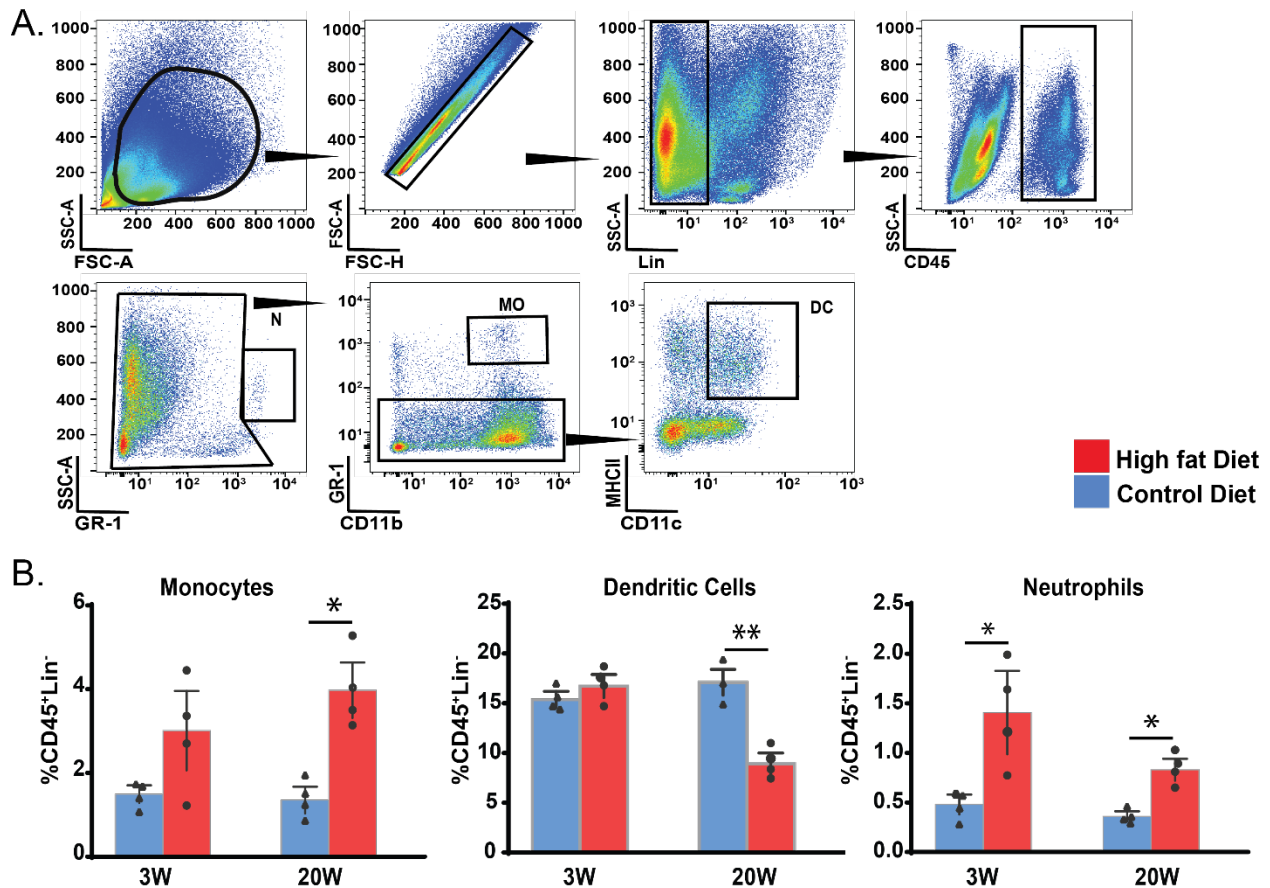 A.
1000 1000 1000 1000
800 800 800 800
600 600 600 600
400 400 400 400
200 200 200 200
SSC-A FSC-A SSC-A SSC-A
200 400 600 800 1000 200 400 600 800 1000 10¹ 10² 10³ 10⁴ 10¹ 10² 10³ 10⁴
FSC-A FSC-H Lin CD45
1000 10⁴ 10³
800 10³ 10²
600 10² 10¹
400 10¹
200
N MO DC
SSC-A GR-1 MHCII
10¹ 10² 10³ 10⁴ 10¹ 10² 10³ 10⁴ 10¹ 10² 10³
GR-1 CD11b CD11c
High fat Diet
Control Diet
B.
Monocytes Dendritic Cells Neutrophils
%CD45⁺Lin⁻ %CD45⁺Lin⁻ %CD45⁺Lin⁻
6 25 2.5
4 20 2.0
2 15 1.5
0 10 1.0
5 0.5
0 0.0
* ** * *
3W 20W 3W 20W 3W 20W